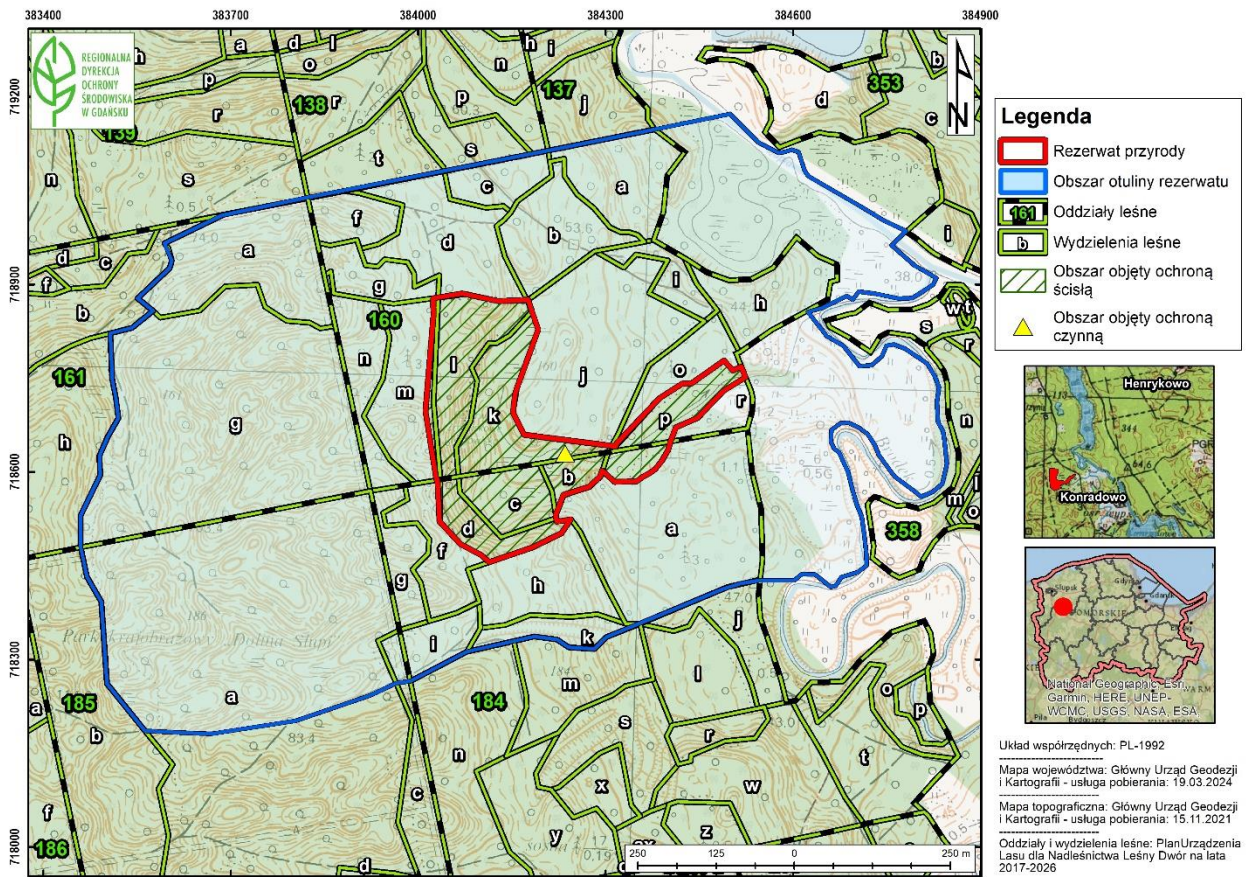 383400 383700 384000 384300 384600 384900
719200
718900
718600
718300
718000
REGIONALNA
DYREKCJA
OCHRONY
ŚRODOWISKA
W GDAŃSKU
h a d l h i b
p o n 137 353
138 r p j d
139 r c
n s t s
c a
f d b i
d c a
f g i h
b 160 w t
s
161 n l o r
m k j
h g p r n
b l
d c m
f a 358 o
g h
i j
k
Park Krajobrazowy "Dolina Słupi"
a l o
185 184 m p
a b s r
n t
x w
c
f y z
186 d
N
250 125 0 250 m
Legenda
Rezerwat przyrody
Obszar otuliny rezerwatu
161 Oddziały leśne
b Wydzielenia leśne
Obszar objęty ochroną
ścisłą
Obszar objęty ochroną
czynną
Henrykowo
Konradowo
Słupsk
Gdynia
Gdańsk
National Geographic, Esri,
Garmin, HERE, UNEP-
WCMC, USGS, NASA, ESA
Układ współrzędnych: PL-1992
Mapa województwa: Główny Urząd Geodezji
i Kartografii - usługa pobierania: 19.03.2024
Mapa topograficzna: Główny Urząd Geodezji
i Kartografii - usługa pobierania: 15.11.2021
Oddziały i wydzielenia leśne: PlanUrządzenia
Lasu dla Nadleśnictwa Leśny Dwór na lata
2017-2026